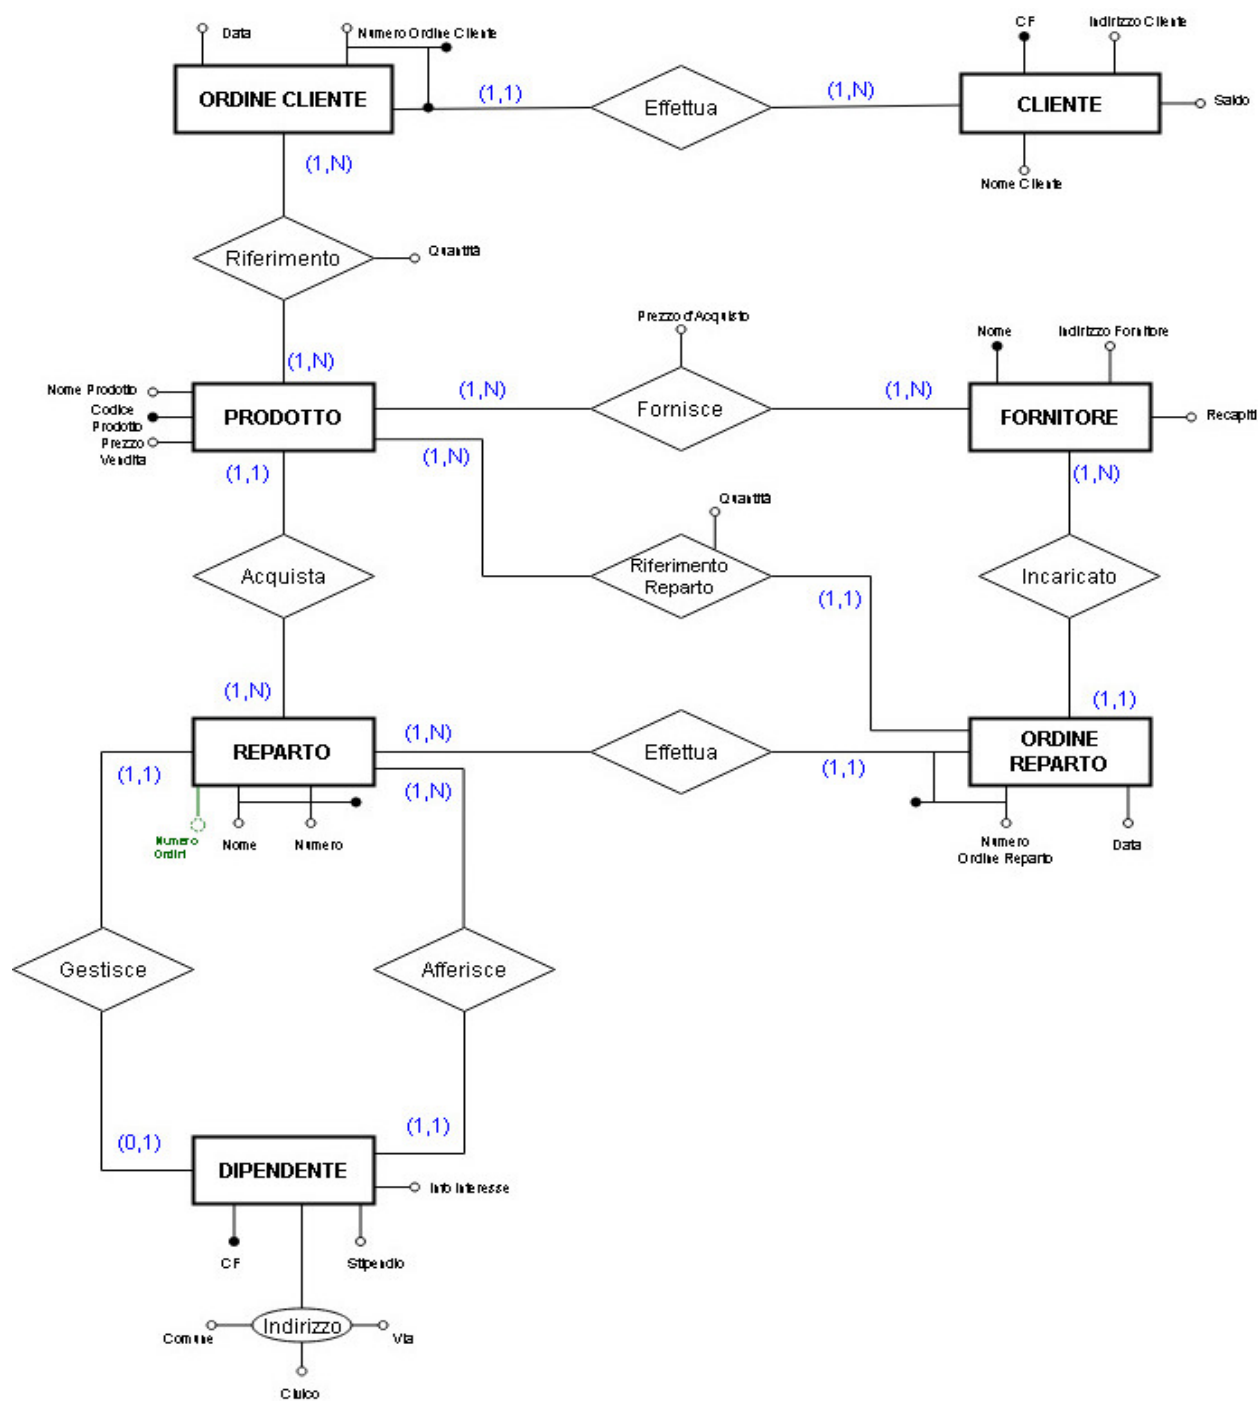 Data
Numero Ordine Cliente
CF
Indirizzo Cliente
ORDINE CLIENTE
(1,1)
Effettua
(1,N)
CLIENTE
Saldo
(1,N)
Nome Cliente
Riferimento
Quantità
Prezzo d'Acquisto
Nome
Indirizzo Fornitore
(1,N)
Nome Prodotto
Codice
Prodotto
Prezzo
Vendita
PRODOTTO
(1,N)
Fornisce
(1,N)
FORNITORE
Recapiti
(1,1)
(1,N)
(1,N)
Quantità
Acquista
Riferimento
Reparto
(1,1)
Incaricato
(1,N)
(1,1)
REPARTO
(1,N)
Effettua
(1,1)
ORDINE
REPARTO
(1,1)
(1,N)
Numero
Ordini
Nome
Numero
Numero
Ordine Reparto
Data
Gestisce
Afferisce
(0,1)
(1,1)
DIPENDENTE
Info Interesse
CF
Stipendio
Comune
Indirizzo
Via
Civico